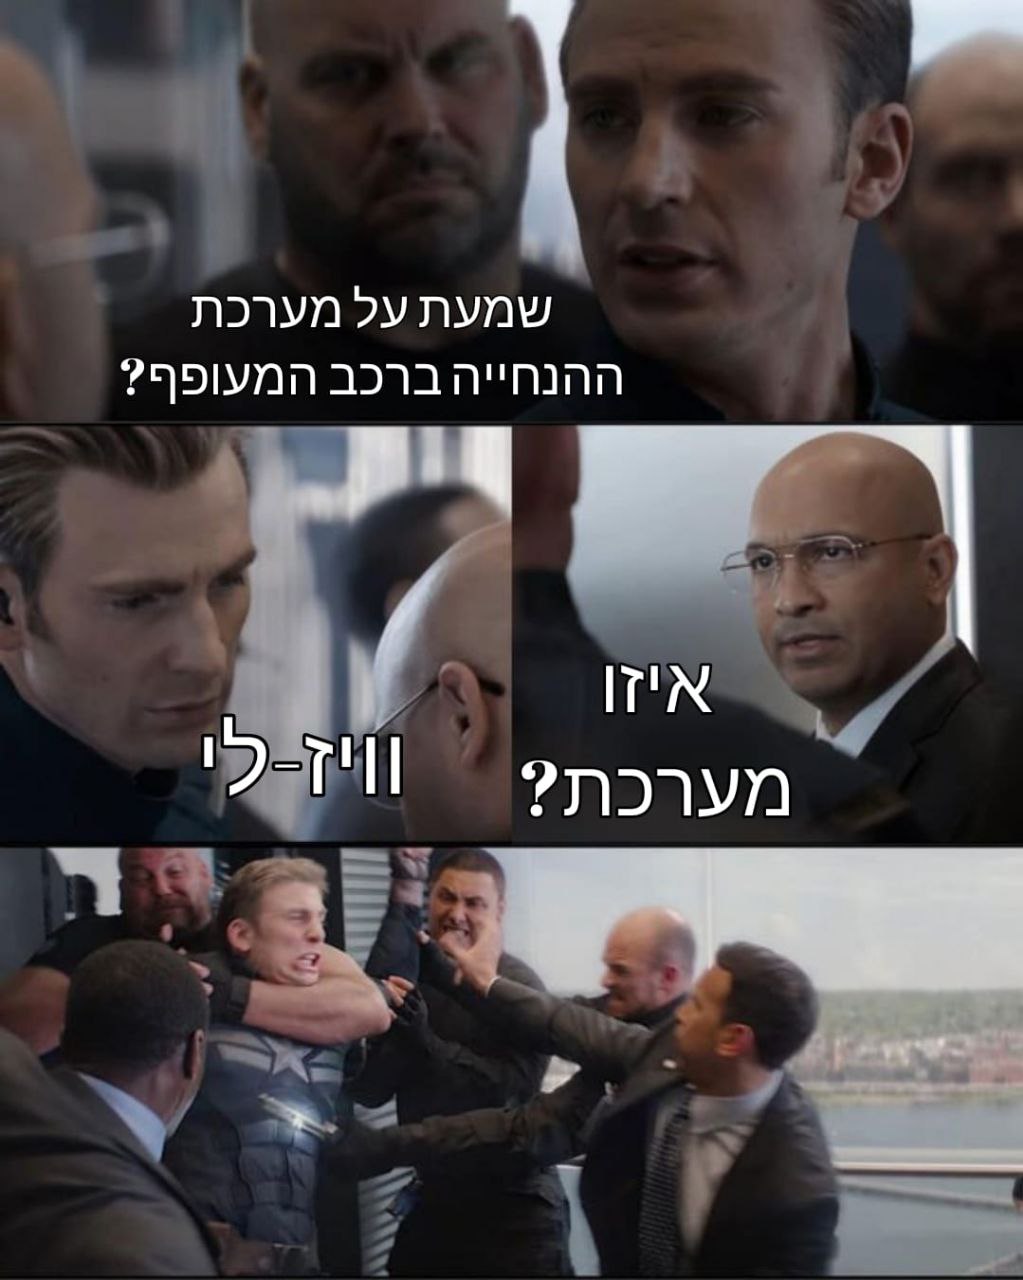 שמעת על מערכת
ההנחייה ברכב המעופף?
איזו
מערכת?
וויז-לי